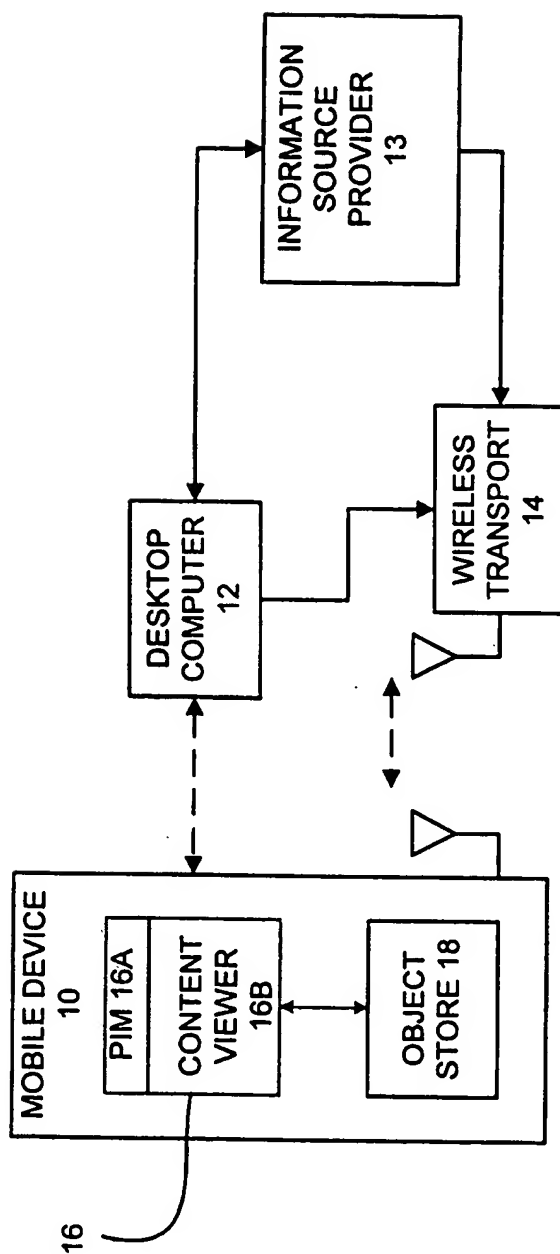 MOBILE DEVICE
10
PIM 16A
CONTENT
VIEWER
16B
OBJECT
STORE 18
16
DESKTOP
COMPUTER
12
INFORMATION
SOURCE
PROVIDER
13
WIRELESS
TRANSPORT
14